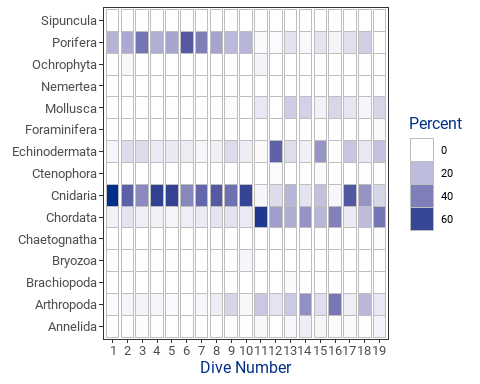 Sipuncula
Porifera
Ochrophyta
Nemertea
Mollusca
Foraminifera
Echinodermata
Ctenophora
Cnidaria
Chordata
Chaetognatha
Bryozoa
Brachiopoda
Arthropoda
Annelida
1 2 3 4 5 6 7 8 9 10 11 12 13 14 15 16 17 18 19
Dive Number
Percent
0
20
40
60